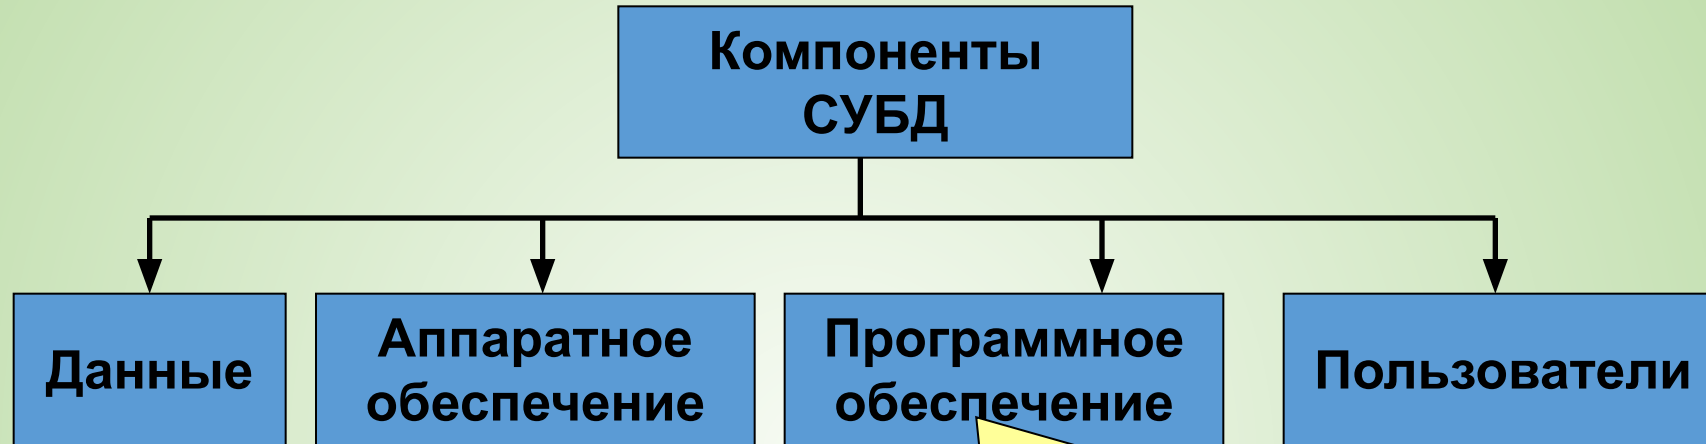 Компоненты
СУБД
Данные
Аппаратное
обеспечение
Программное
обеспечение
Пользователи